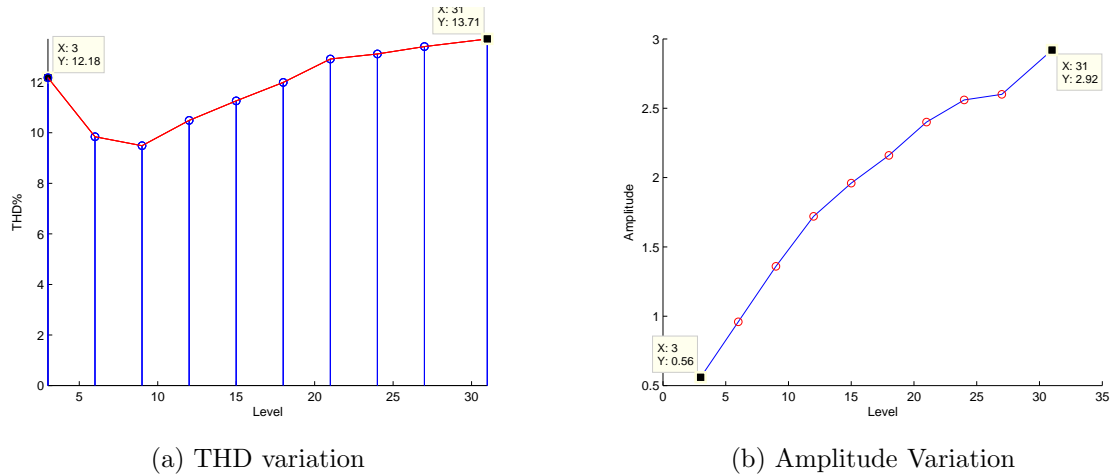 X: 31
Y: 13.71
X: 3
Y: 12.18
12
10
8
6
4
2
0
THD%
5
10
15
20
25
30
Level
(a) THD variation
3
2.5
2
1.5
1
0.5
Amplitude
X: 31
Y: 2.92
X: 3
Y: 0.56
0
5
10
15
20
25
30
35
Level
(b) Amplitude Variation